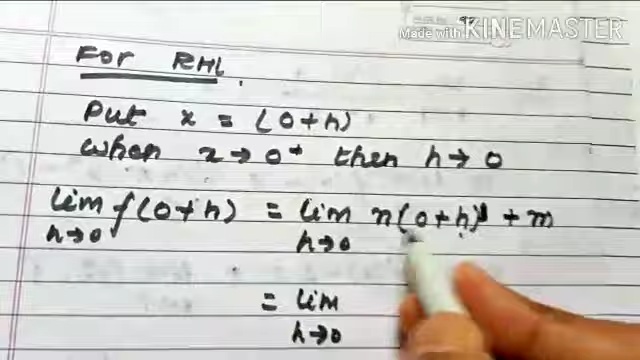 Made with KINEMASTER
For RHL.
Put x = (0+h)
when x→0⁺ then h→0
lim f(0+h) = lim n(0+h) + m
h→0 h→0
= lim
h→0